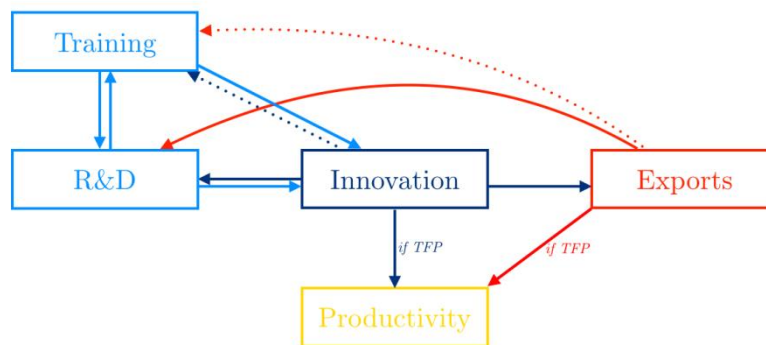 Training
R&D
Innovation
Exports
if TFP
if TFP
Productivity